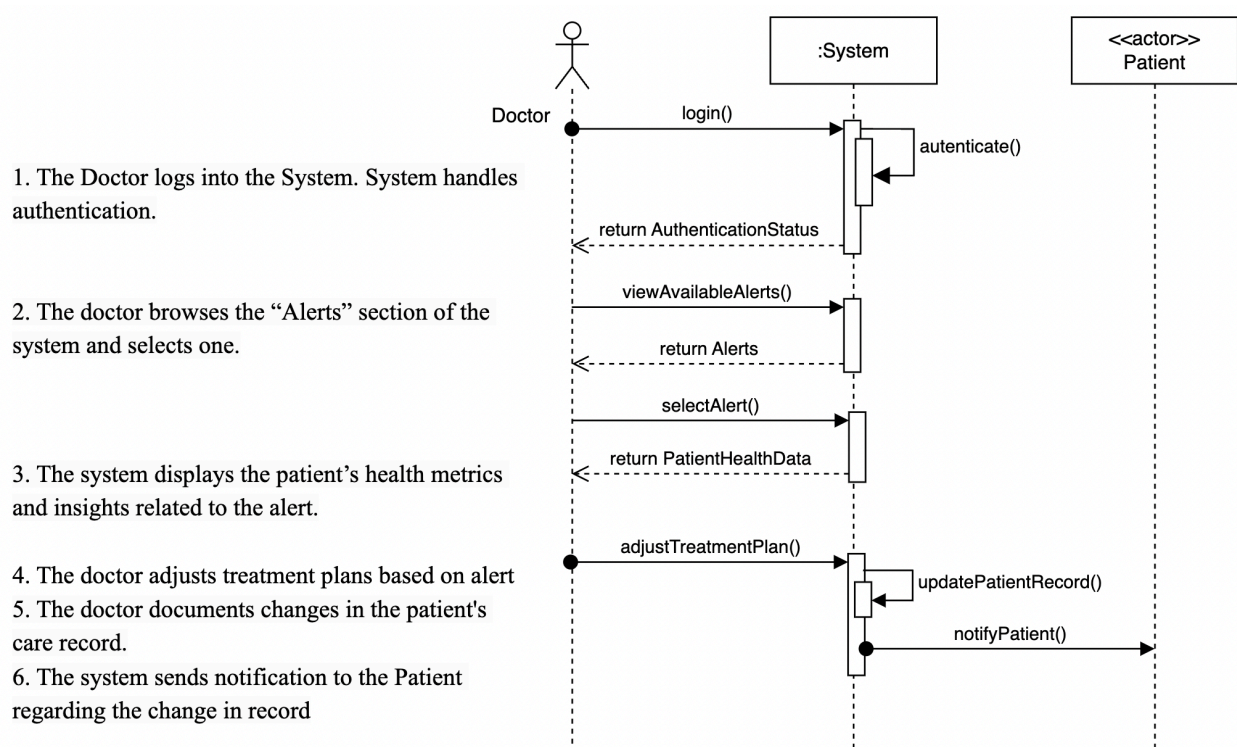 :System
<<actor>>
Patient
Doctor
login()
autenticate()
1. The Doctor logs into the System. System handles
authentication.
return AuthenticationStatus
viewAvailableAlerts()
2. The doctor browses the “Alerts” section of the
system and selects one.
return Alerts
selectAlert()
return PatientHealthData
3. The system displays the patient’s health metrics
and insights related to the alert.
adjustTreatmentPlan()
4. The doctor adjusts treatment plans based on alert
updatePatientRecord()
5. The doctor documents changes in the patient's
care record.
notifyPatient()
6. The system sends notification to the Patient
regarding the change in record